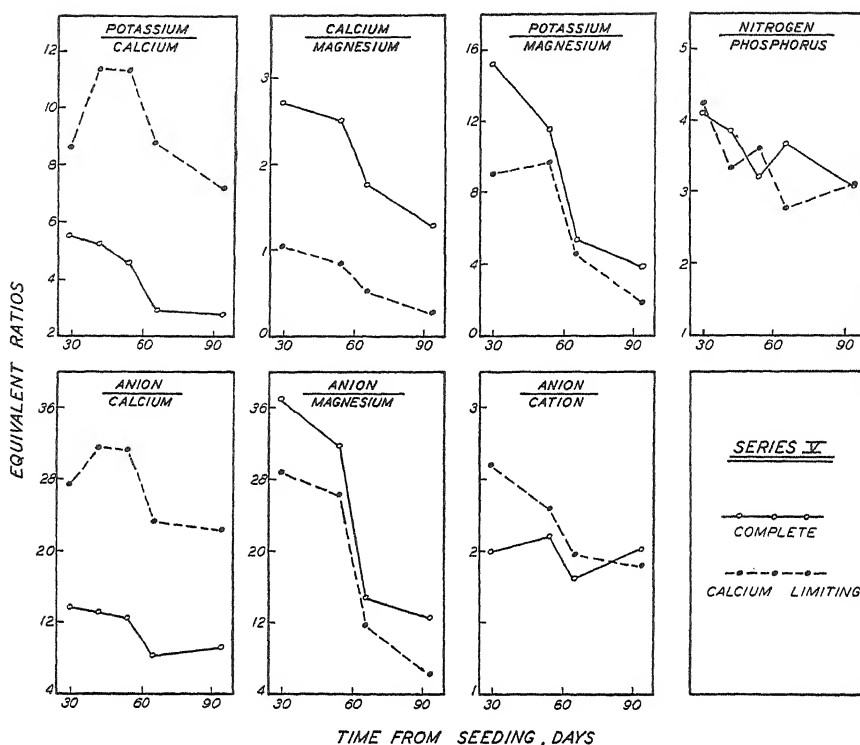 POTASSIUM
CALCIUM
12
10
8
6
4
2
30 60 90
CALCIUM
MAGNESIUM
3
2
1
0
30 60 90
POTASSIUM
MAGNESIUM
16
12
8
4
0
30 60 90
NITROGEN
PHOSPHORUS
5
4
3
2
1
30 60 90
EQUIVALENT RATIOS
ANION
CALCIUM
36
28
20
12
4
30 60 90
ANION
MAGNESIUM
36
28
20
12
4
30 60 90
ANION
CATION
3
2
1
30 60 90
SERIES V
COMPLETE
CALCIUM LIMITING
TIME FROM SEEDING, DAYS